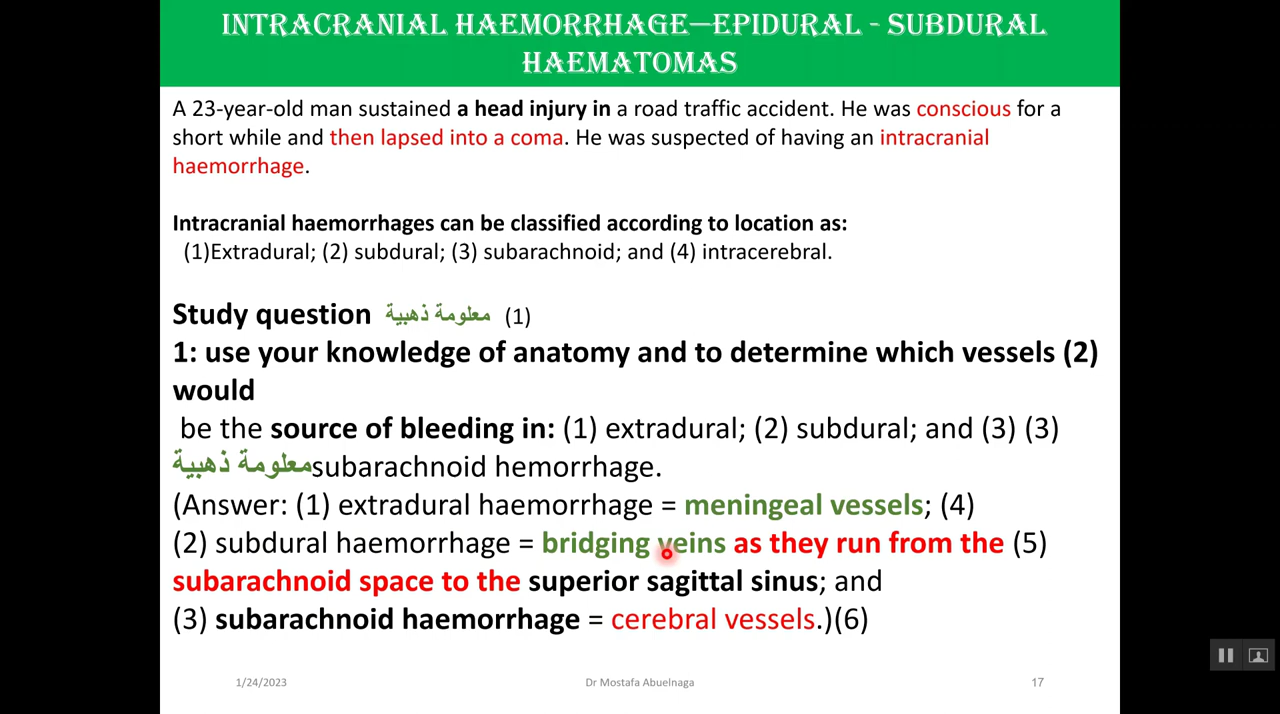 INTRACRANIAL HAEMORRHAGE—EPIDURAL - SUBDURAL
HAEMATOMAS
A 23-year-old man sustained a head injury in a road traffic accident. He was conscious for a
short while and then lapsed into a coma. He was suspected of having an intracranial
haemorrhage.
Intracranial haemorrhages can be classified according to location as:
(1)Extradural; (2) subdural; (3) subarachnoid; and (4) intracerebral.
Study question معلومة ذهبية (1)
1: use your knowledge of anatomy and to determine which vessels (2)
would
be the source of bleeding in: (1) extradural; (2) subdural; and (3) (3)
معلومة ذهبيةsubarachnoid hemorrhage.
(Answer: (1) extradural haemorrhage = meningeal vessels; (4)
(2) subdural haemorrhage = bridging veins as they run from the (5)
subarachnoid space to the superior sagittal sinus; and
(3) subarachnoid haemorrhage = cerebral vessels.)(6)
1/24/2023 Dr Mostafa Abuelnaga 17